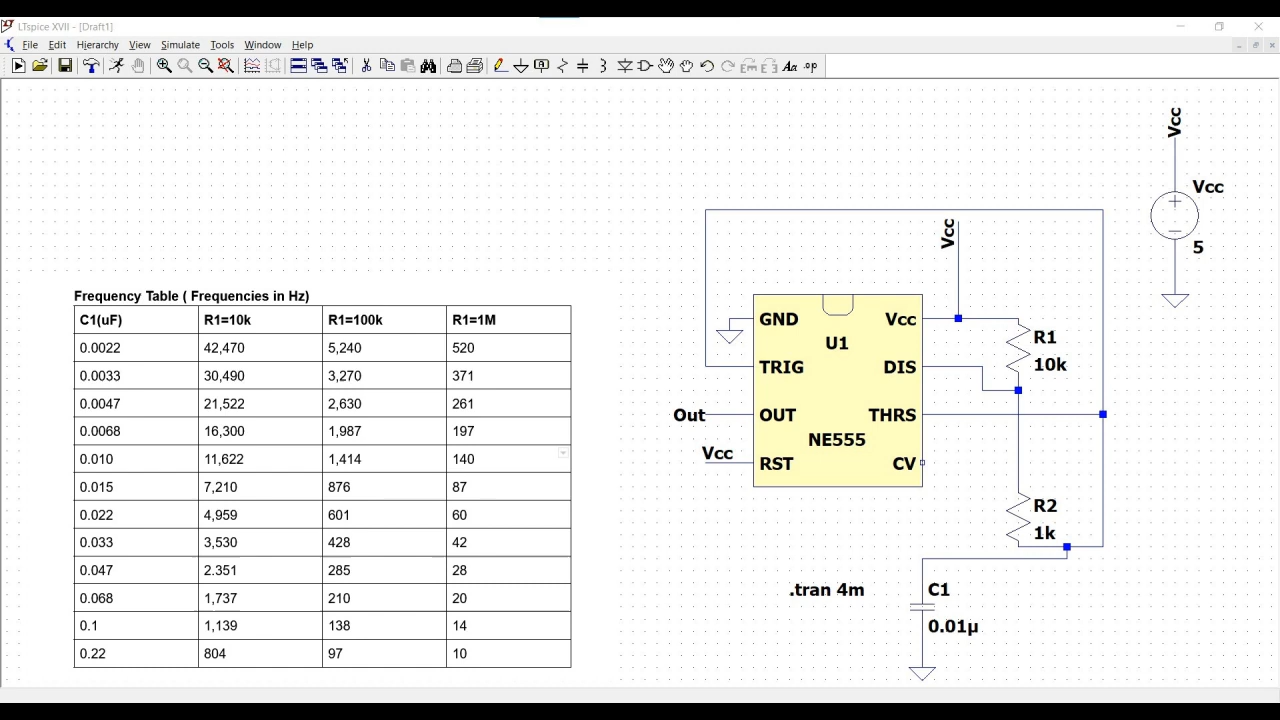 LTspice XVII - [Draft1]
File Edit Hierarchy View Simulate Tools Window Help
Aa .op
Frequency Table ( Frequencies in Hz)
C1(uF) R1=10k R1=100k R1=1M
0.0022 42,470 5,240 520
0.0033 30,490 3,270 371
0.0047 21,522 2,630 261
0.0068 16,300 1,987 197
0.010 11,622 1,414 140
0.015 7,210 876 87
0.022 4,959 601 60
0.033 3,530 428 42
0.047 2.351 285 28
0.068 1,737 210 20
0.1 1,139 138 14
0.22 804 97 10
Vcc
Vcc
5
Vcc
GND Vcc
U1
TRIG DIS
Out OUT THRS
NE555
Vcc RST CV
R1
10k
R2
1k
.tran 4m
C1
0.01µ